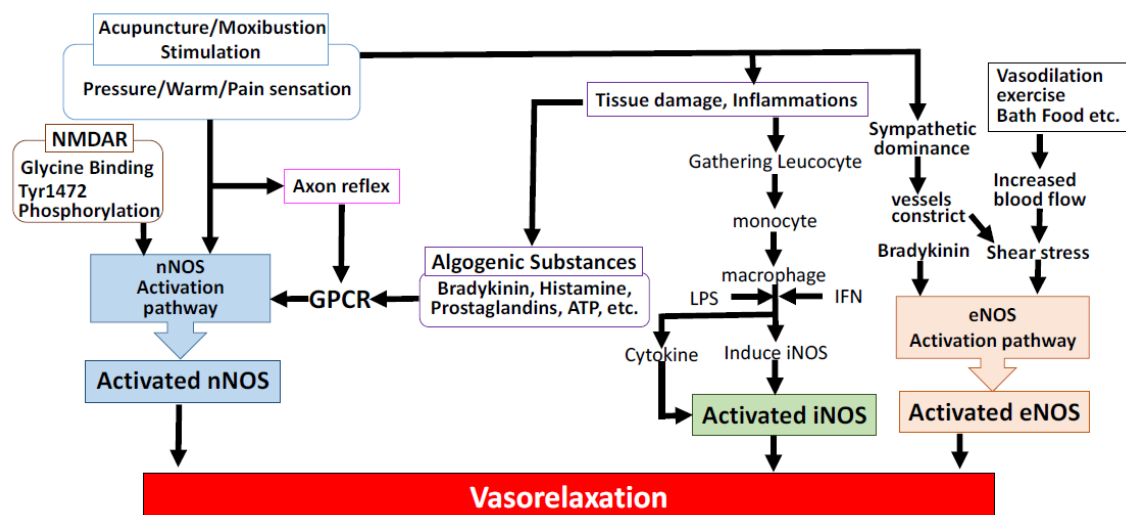 Acupuncture/Moxibustion
Stimulation
Pressure/Warm/Pain sensation
NMDAR
Glycine Binding
Tyr1472
Phosphorylation
Axon reflex
nNOS
Activation
pathway
GPCR
Activated nNOS
Tissue damage, Inflammations
Algogenic Substances
Bradykinin, Histamine,
Prostaglandins, ATP, etc.
Gathering Leucocyte
monocyte
macrophage
LPS
IFN
Cytokine
Induce iNOS
Activated iNOS
Sympathetic
dominance
vessels
constrict
Bradykinin
Vasodilation
exercise
Bath Food etc.
Increased
blood flow
Shear stress
eNOS
Activation pathway
Activated eNOS
Vasorelaxation